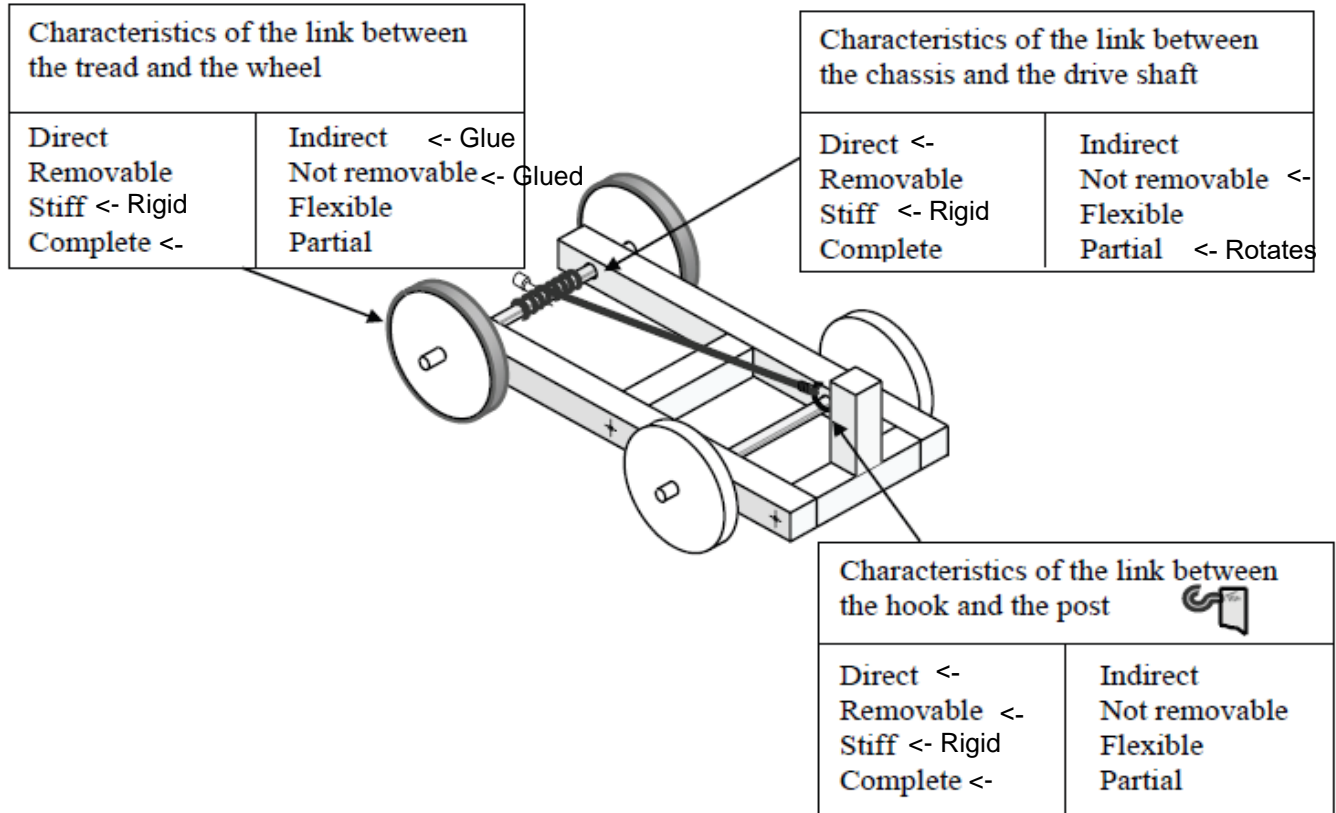 Characteristics of the link between
the tread and the wheel
Direct
Removable
Stiff <- Rigid
Complete <-
Indirect <- Glue
Not removable <- Glued
Flexible
Partial
Characteristics of the link between
the chassis and the drive shaft
Direct <-
Removable
Stiff <- Rigid
Complete
Indirect
Not removable <-
Flexible
Partial <- Rotates
Characteristics of the link between
the hook and the post
Direct <-
Removable <-
Stiff <- Rigid
Complete <-
Indirect
Not removable
Flexible
Partial